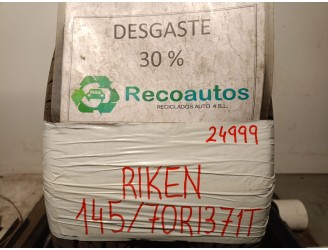 DESGASTE
30 %
Recoautos
RECICLADOS AUTO 4 S.L.
24999
RIKEN
145/70R1371T